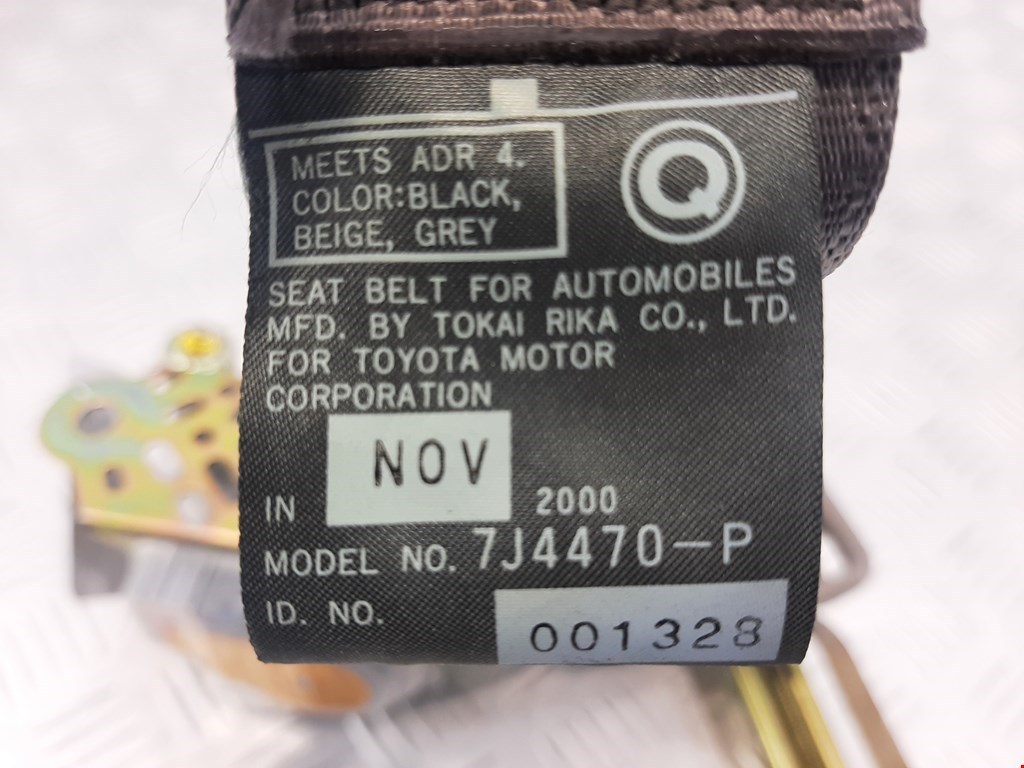 MEETS ADR 4.
COLOR:BLACK,
BEIGE, GREY
Q
SEAT BELT FOR AUTOMOBILES
MFD. BY TOKAI RIKA CO., LTD.
FOR TOYOTA MOTOR
CORPORATION
IN NOV 2000
MODEL NO. 7J4470-P
ID. NO. 001328